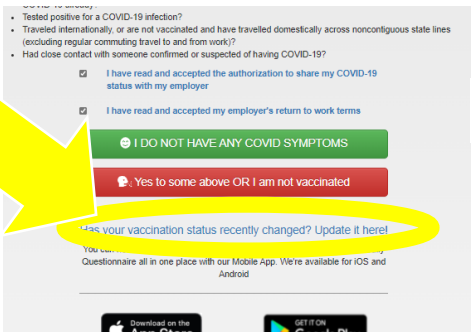 • Tested positive for a COVID-19 infection?
• Traveled internationally, or are not vaccinated and have travelled domestically across noncontiguous state lines
(excluding regular commuting travel to and from work)?
• Had close contact with someone confirmed or suspected of having COVID-19?
I have read and accepted the authorization to share my COVID-19
status with my employer
I have read and accepted my employer's return to work terms
I DO NOT HAVE ANY COVID SYMPTOMS
Yes to some above OR I am not vaccinated
Has your vaccination status recently changed? Update it here!
You can
Questionnaire all in one place with our Mobile App. We're available for iOS and
Android
Download on the
GET IT ON